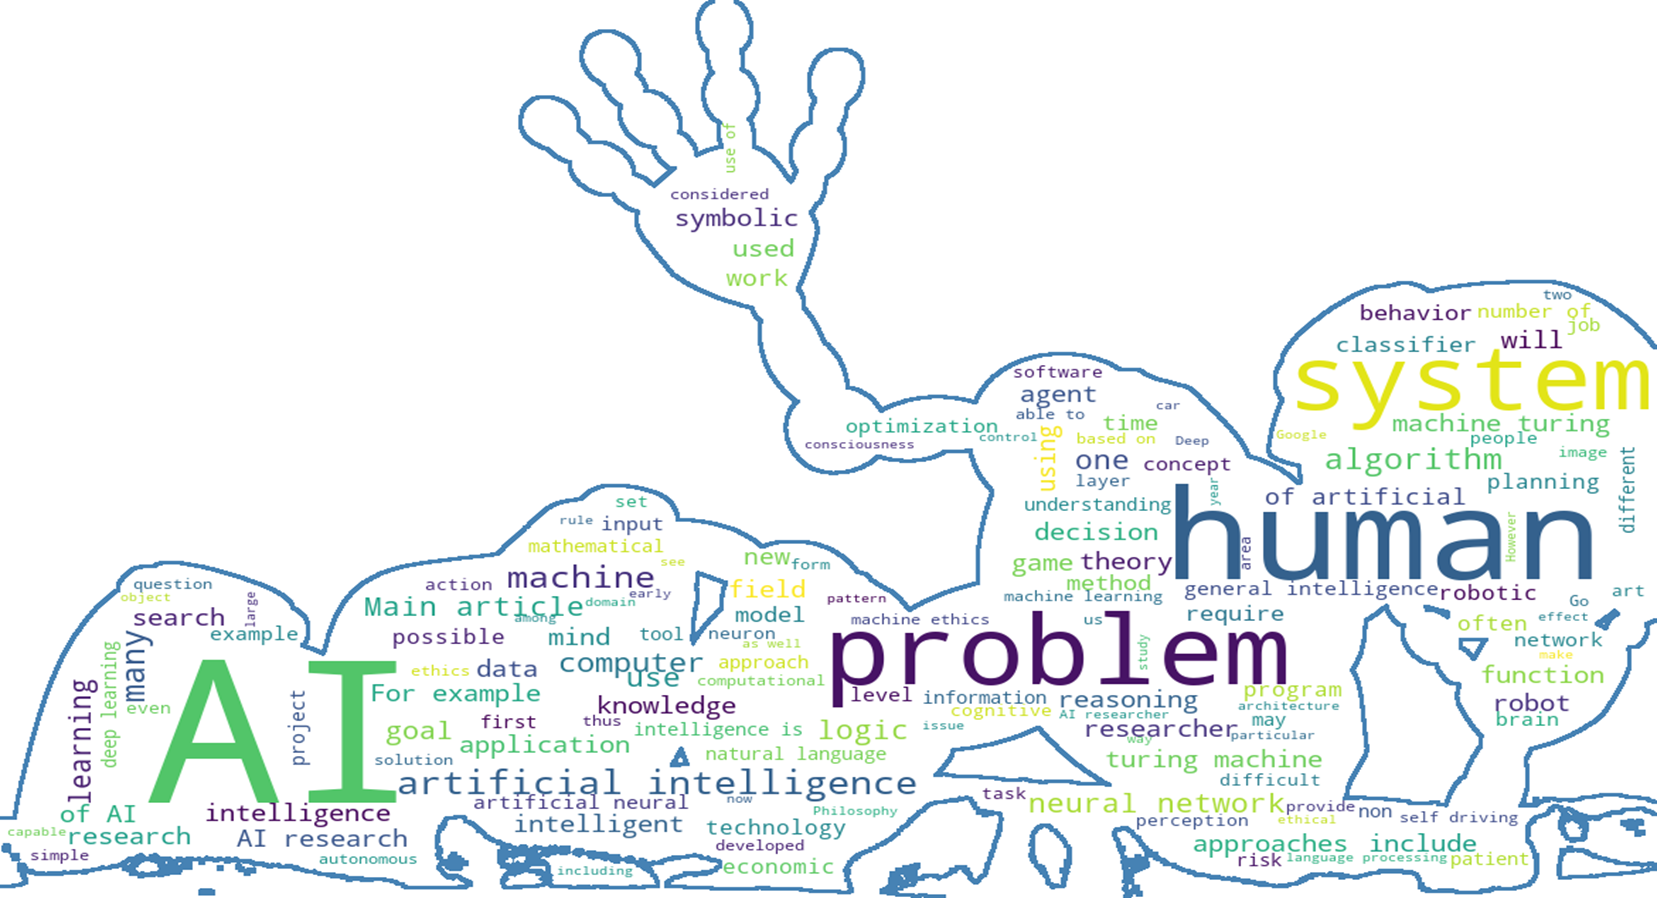 use of
considered
symbolic
used
work
two
behavior
number of
job
will
classifier
system
machine turing
Google
people
image
algorithm
planning
different
of artificial
human
However
software
agent
able to
car
time
optimization
control
based on
Deep
consciousness
using
one
concept
layer
year
understanding
decision
area
game
theory
method
general intelligence
robotic
machine learning
Go
art
effect
require
often
network
make
function
robot
brain
set
rule
input
mathematical
see
new
form
action
machine
early
field
Main article
domain
among
pattern
model
possible
mind
tool
neuron
machine ethics
us
study
problem
as well
ethics
data
computer
use
approach
computational
For example
knowledge
level
information
reasoning
program
architecture
cognitive
AI researcher
may
issue
researcher
particular
way
goal
first
thus
intelligence is
logic
application
natural language
solution
turing machine
difficult
question
object
search
large
example
many
deep learning
learning
even
AI
project
artificial intelligence
task
neural network
provide
non
self driving
perception
ethical
artificial neural
now
Philosophy
of AI
intelligence
intelligent
technology
capable
research
AI research
developed
approaches include
simple
autonomous
including
economic
risk
language processing
patient